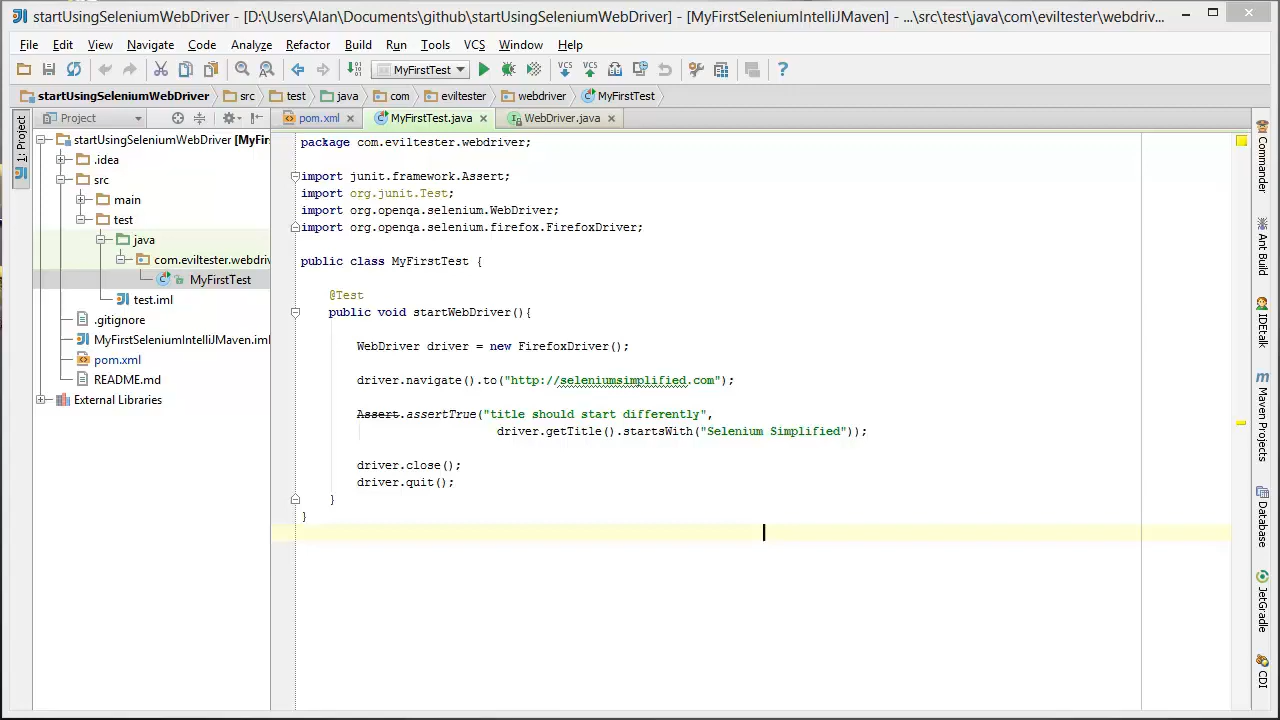 startUsingSeleniumWebDriver - [D:\Users\Alan\Documents\github\startUsingSeleniumWebDriver] - [MyFirstSeleniumIntelliJMaven] - ...\src\test\java\com\eviltester\webdriv...
File Edit View Navigate Code Analyze Refactor Build Run Tools VCS Window Help
MyFirstTest VCS VCS
startUsingSeleniumWebDriver src test java com eviltester webdriver MyFirstTest
Project pom.xml MyFirstTest.java WebDriver.java
1: Project
startUsingSeleniumWebDriver [MyFirs
.idea
src
main
test
java
com.eviltester.webdriv
MyFirstTest
test.iml
.gitignore
MyFirstSeleniumIntelliJMaven.iml
pom.xml
README.md
External Libraries
package com.eviltester.webdriver;
import junit.framework.Assert;
import org.junit.Test;
import org.openqa.selenium.WebDriver;
import org.openqa.selenium.firefox.FirefoxDriver;
public class MyFirstTest {
@Test
public void startWebDriver(){
WebDriver driver = new FirefoxDriver();
driver.navigate().to("http://seleniumsimplified.com");
Assert.assertTrue("title should start differently",
driver.getTitle().startsWith("Selenium Simplified"));
driver.close();
driver.quit();
}
}
Commander
Ant Build
IDEtalk
Maven Projects
Database
JetGradle
CDI